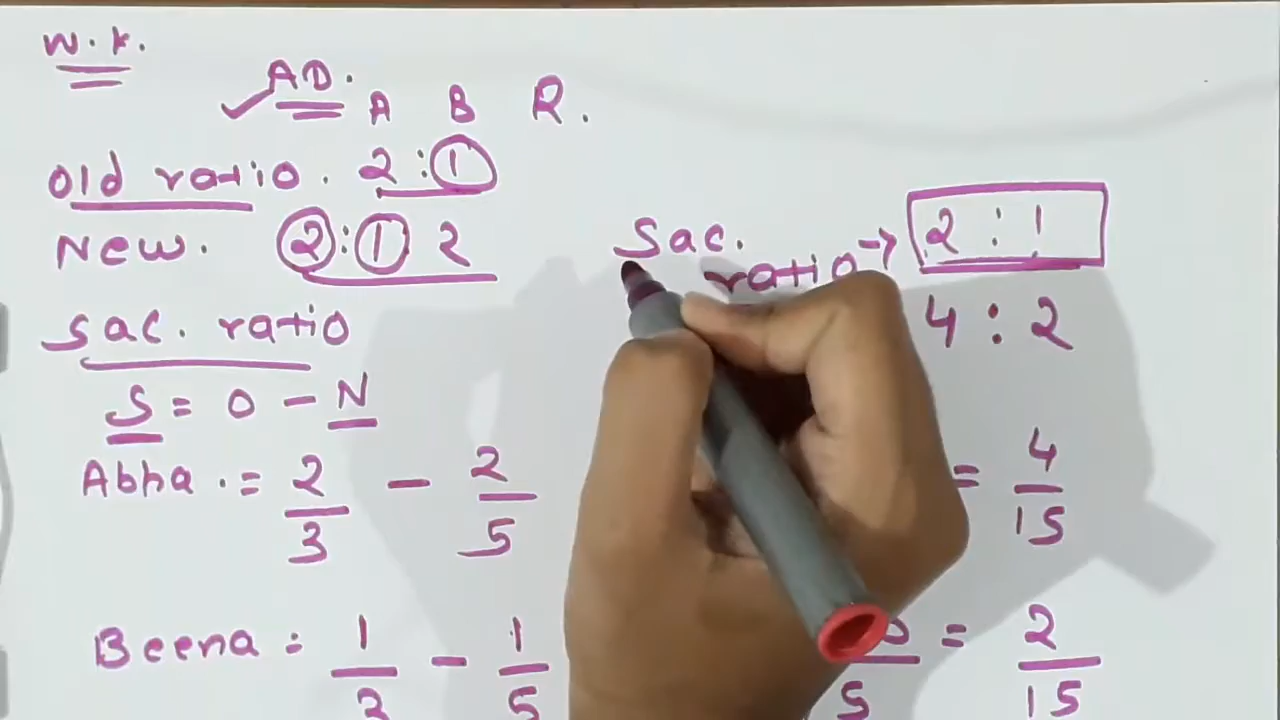 W.k.
AD.
A B R.
Old ratio. 2 : 1
New. 2 : 1 2
Sac. ratio → 2 : 1
4 : 2
Sac. ratio
S = O - N
Abha. = 2/3 - 2/5 = 4/15
Beena = 1/3 - 1/5 = 2/15